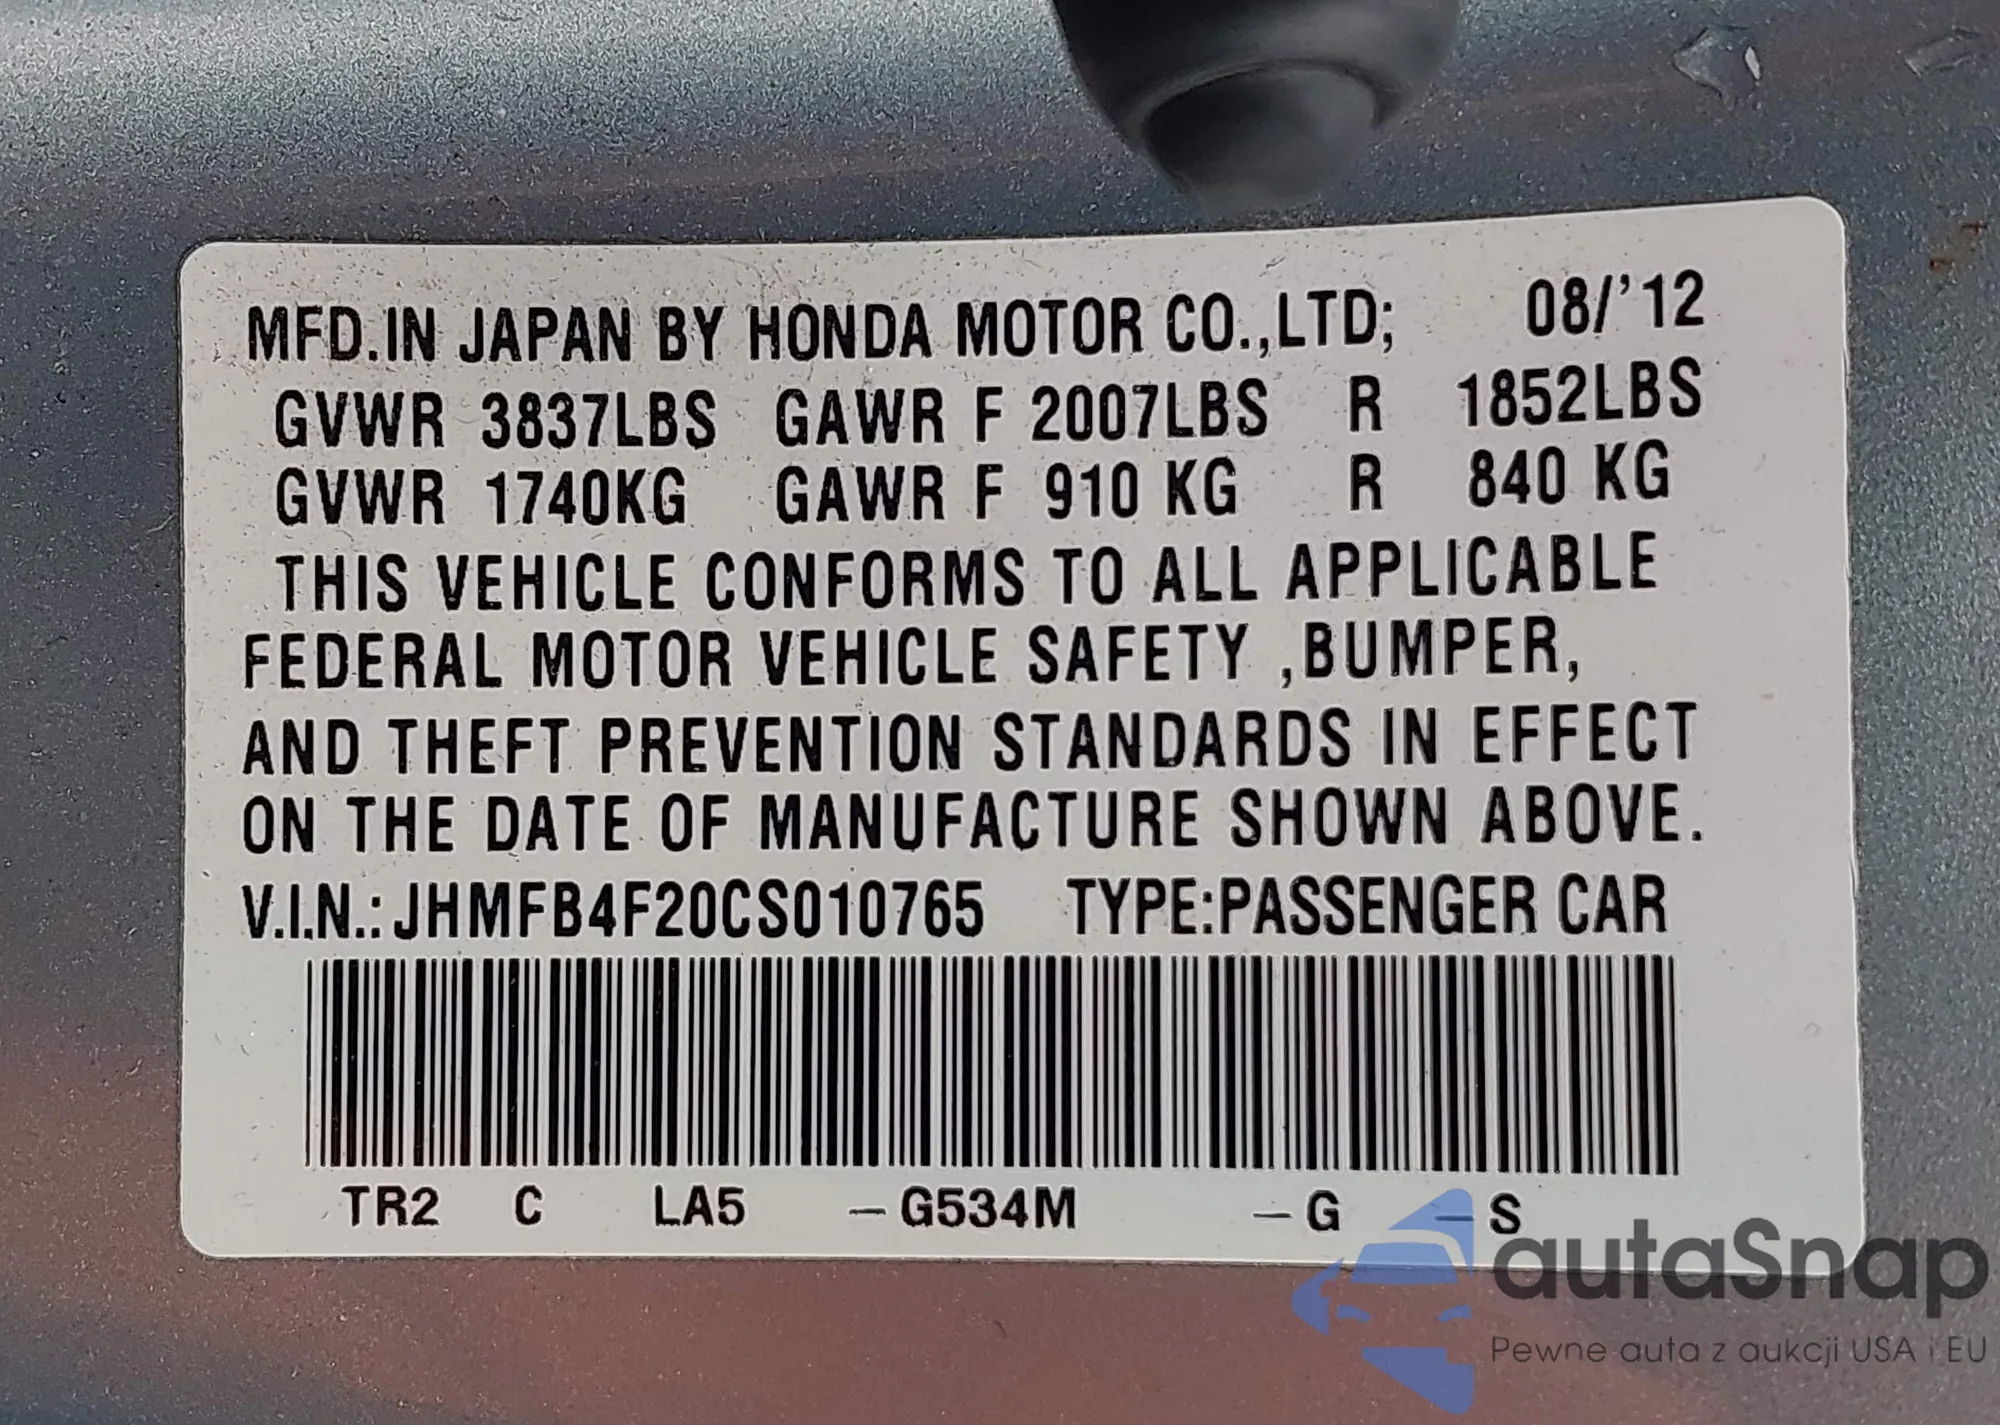 MFD.IN JAPAN BY HONDA MOTOR CO.,LTD; 08/'12
GVWR 3837LBS GAWR F 2007LBS R 1852LBS
GVWR 1740KG GAWR F 910 KG R 840 KG
THIS VEHICLE CONFORMS TO ALL APPLICABLE
FEDERAL MOTOR VEHICLE SAFETY ,BUMPER,
AND THEFT PREVENTION STANDARDS IN EFFECT
ON THE DATE OF MANUFACTURE SHOWN ABOVE.
V.I.N.:JHMFB4F20CS010765 TYPE:PASSENGER CAR
TR2 C LA5 –G534M –G –S
autaSnap
Pewne auta z aukcji USA i EU